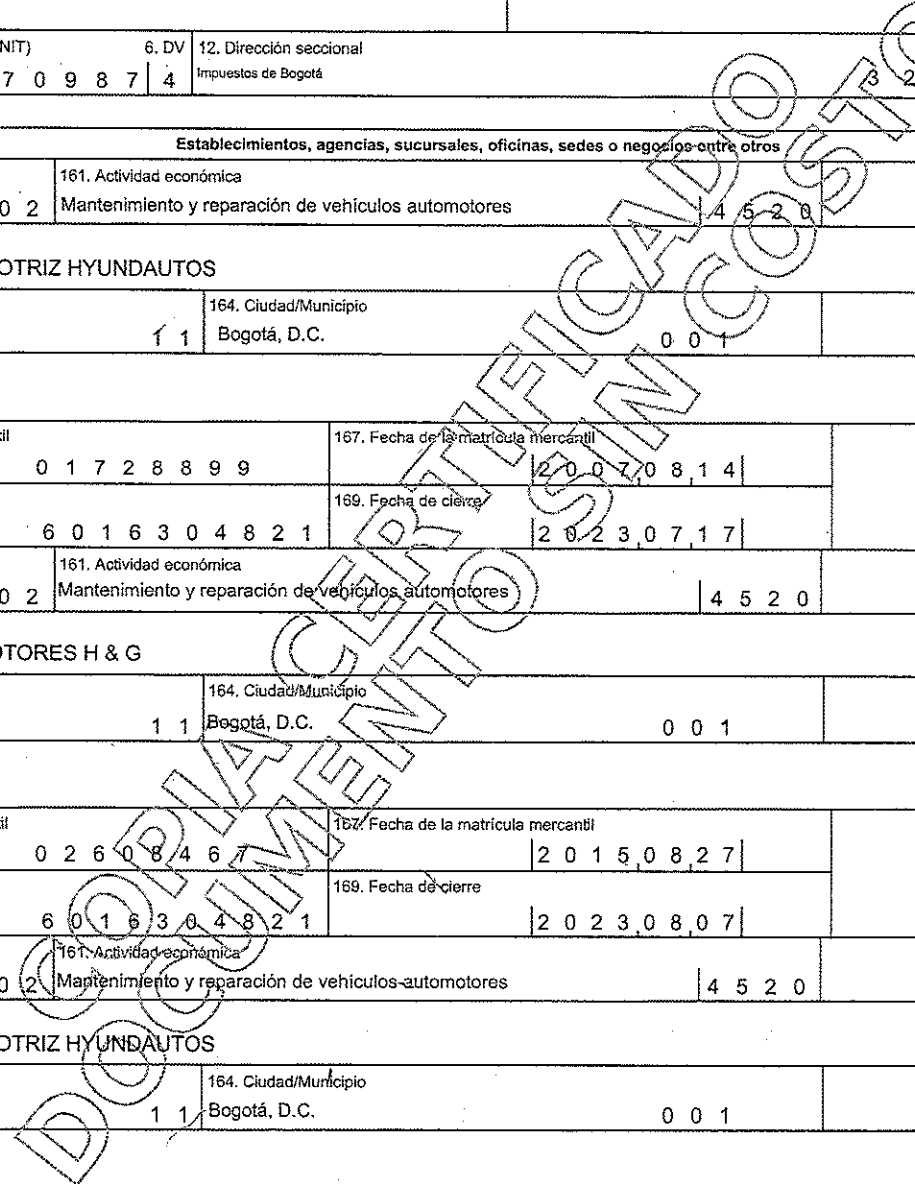 NIT) 6. DV 12. Dirección seccional
7 0 9 8 7 4 Impuestos de Bogotá 3 2
Establecimientos, agencias, sucursales, oficinas, sedes o negocios entre otros
161. Actividad económica
0 2 Mantenimiento y reparación de vehículos automotores 4 5 2 0
OTRIZ HYUNDAUTOS
164. Ciudad/Municipio
1 1 Bogotá, D.C. 0 0 1
til 167. Fecha de la matrícula mercantil
0 1 7 2 8 8 9 9 2 0 0 7 0 8 1 4
169. Fecha de cierre
6 0 1 6 3 0 4 8 2 1 2 0 2 3 0 7 1 7
161. Actividad económica
0 2 Mantenimiento y reparación de vehículos automotores 4 5 2 0
OTORES H & G
164. Ciudad/Municipio
1 1 Bogotá, D.C. 0 0 1
til 167. Fecha de la matrícula mercantil
0 2 6 0 8 4 6 7 2 0 1 5 0 8 2 7
169. Fecha de cierre
6 0 1 6 3 0 4 8 2 1 2 0 2 3 0 8 0 7
161. Actividad económica
0 2 Mantenimiento y reparación de vehículos automotores 4 5 2 0
OTRIZ HYUNDAUTOS
164. Ciudad/Municipio
1 1 Bogotá, D.C. 0 0 1
COPIA CERTIFICADO
DOCUMENTO SIN COSTO